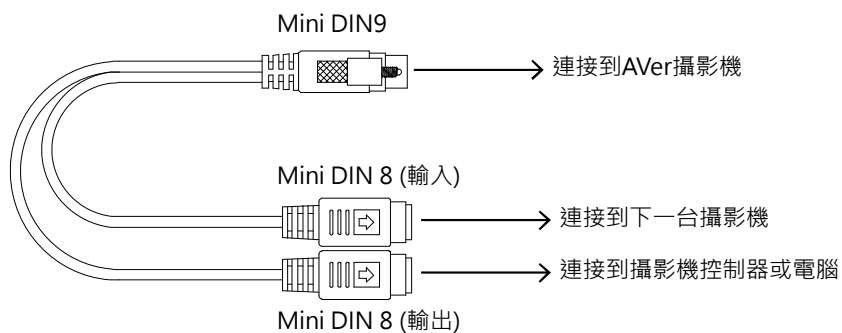 Mini DIN9
連接到AVer攝影機
Mini DIN 8 (輸入)
連接到下一台攝影機
連接到攝影機控制器或電腦
Mini DIN 8 (輸出)